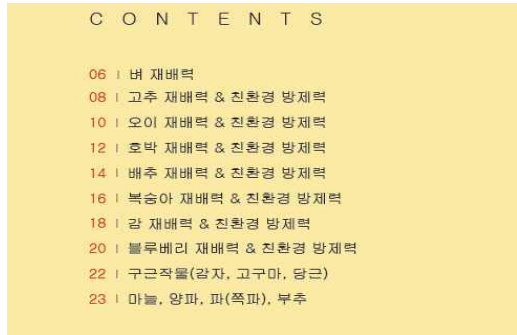 CONTENTS
06 | 벼 재배력
08 | 고추 재배력 & 친환경 방제력
10 | 오이 재배력 & 친환경 방제력
12 | 호박 재배력 & 친환경 방제력
14 | 배추 재배력 & 친환경 방제력
16 | 복숭아 재배력 & 친환경 방제력
18 | 감 재배력 & 친환경 방제력
20 | 블루베리 재배력 & 친환경 방제력
22 | 구근작물(감자, 고구마, 당근)
23 | 마늘, 양파, 파(쪽파), 부추